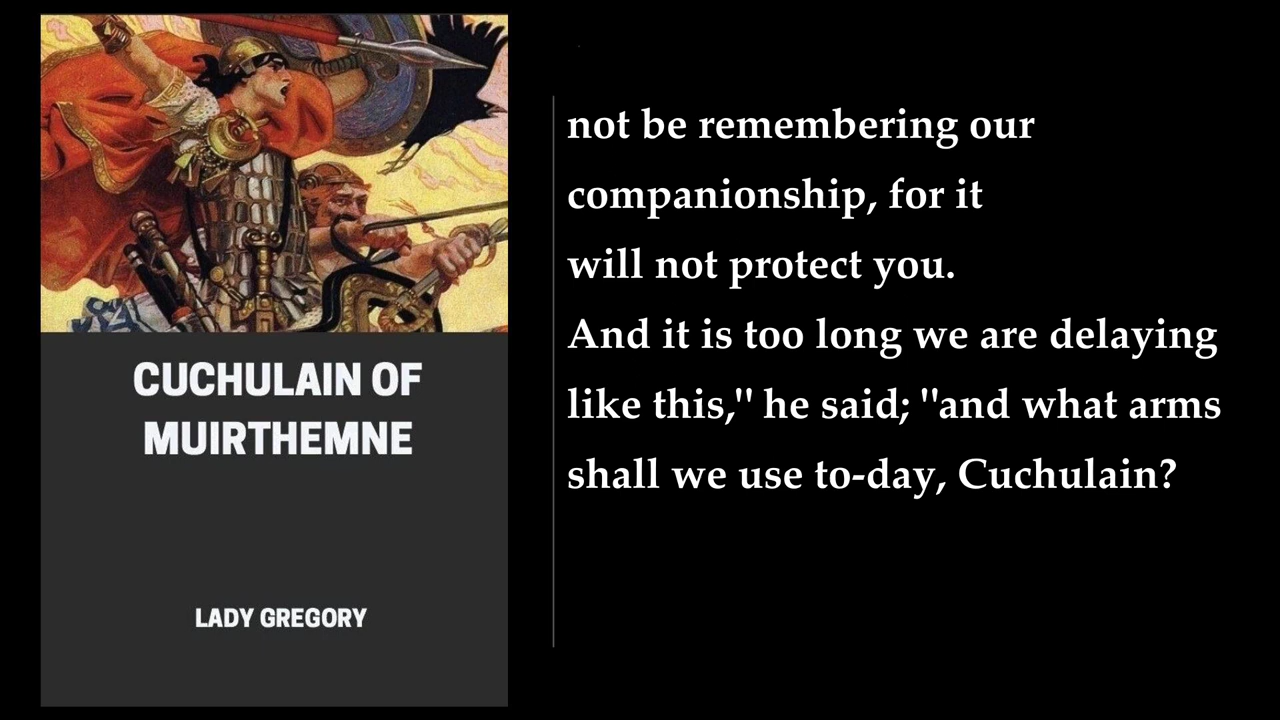 CUCHULAIN OF
MUIRTHEMNE
LADY GREGORY
not be remembering our
companionship, for it
will not protect you.
And it is too long we are delaying
like this," he said; "and what arms
shall we use to-day, Cuchulain?